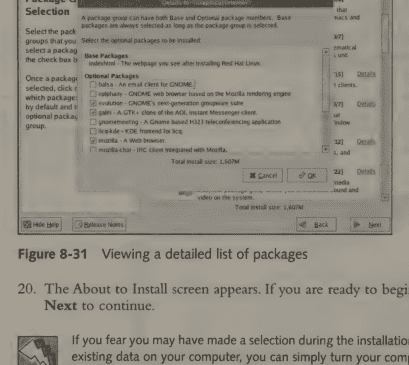 Selection
Select the pack
groups that you
select a packag
the check box b
Once a package
selected, click
which packages
by default and
optional packag
group.
A package group can have both Base and Optional package members. Base
packages are always selected as long as the package group is selected.
Select the optional packages to be installed:
Base Packages
indexhtml - The webpage you see after installing Red Hat Linux.
Optional Packages
balsa - An email client for GNOME.
epiphany - GNOME web browser based on the Mozilla rendering engine
evolution - GNOME's next-generation groupware suite
gaim - A GTK+ clone of the AOL Instant Messenger client.
gnomemeeting - A Gnome based H323 teleconferencing application
licq-kde - KDE frontend for licq.
mozilla - A Web browser.
mozilla-chat - IRC client integrated with Mozilla.
Total install size: 1,607M
Cancel
OK
that
Details
clients.
Details
Details
s, and
Details
media
ound and
video on the system.
Total install size: 1,607M
Hide Help
Release Notes
Back
Next
Figure 8-31 Viewing a detailed list of packages
20. The About to Install screen appears. If you are ready to begi
Next to continue.
If you fear you may have made a selection during the installatio
existing data on your computer, you can simply turn your comp